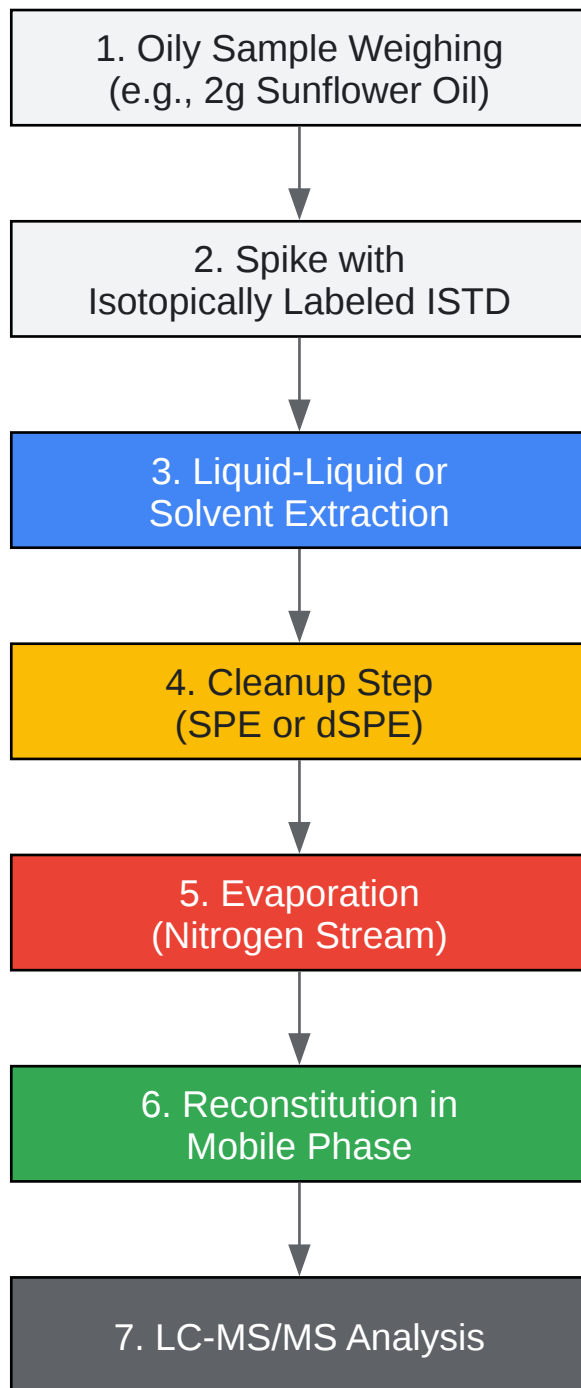 1. Oily Sample Weighing
(e.g., 2g Sunflower Oil)
2. Spike with
Isotopically Labeled ISTD
3. Liquid-Liquid or
Solvent Extraction
4. Cleanup Step
(SPE or dSPE)
5. Evaporation
(Nitrogen Stream)
6. Reconstitution in
Mobile Phase
7. LC-MS/MS Analysis